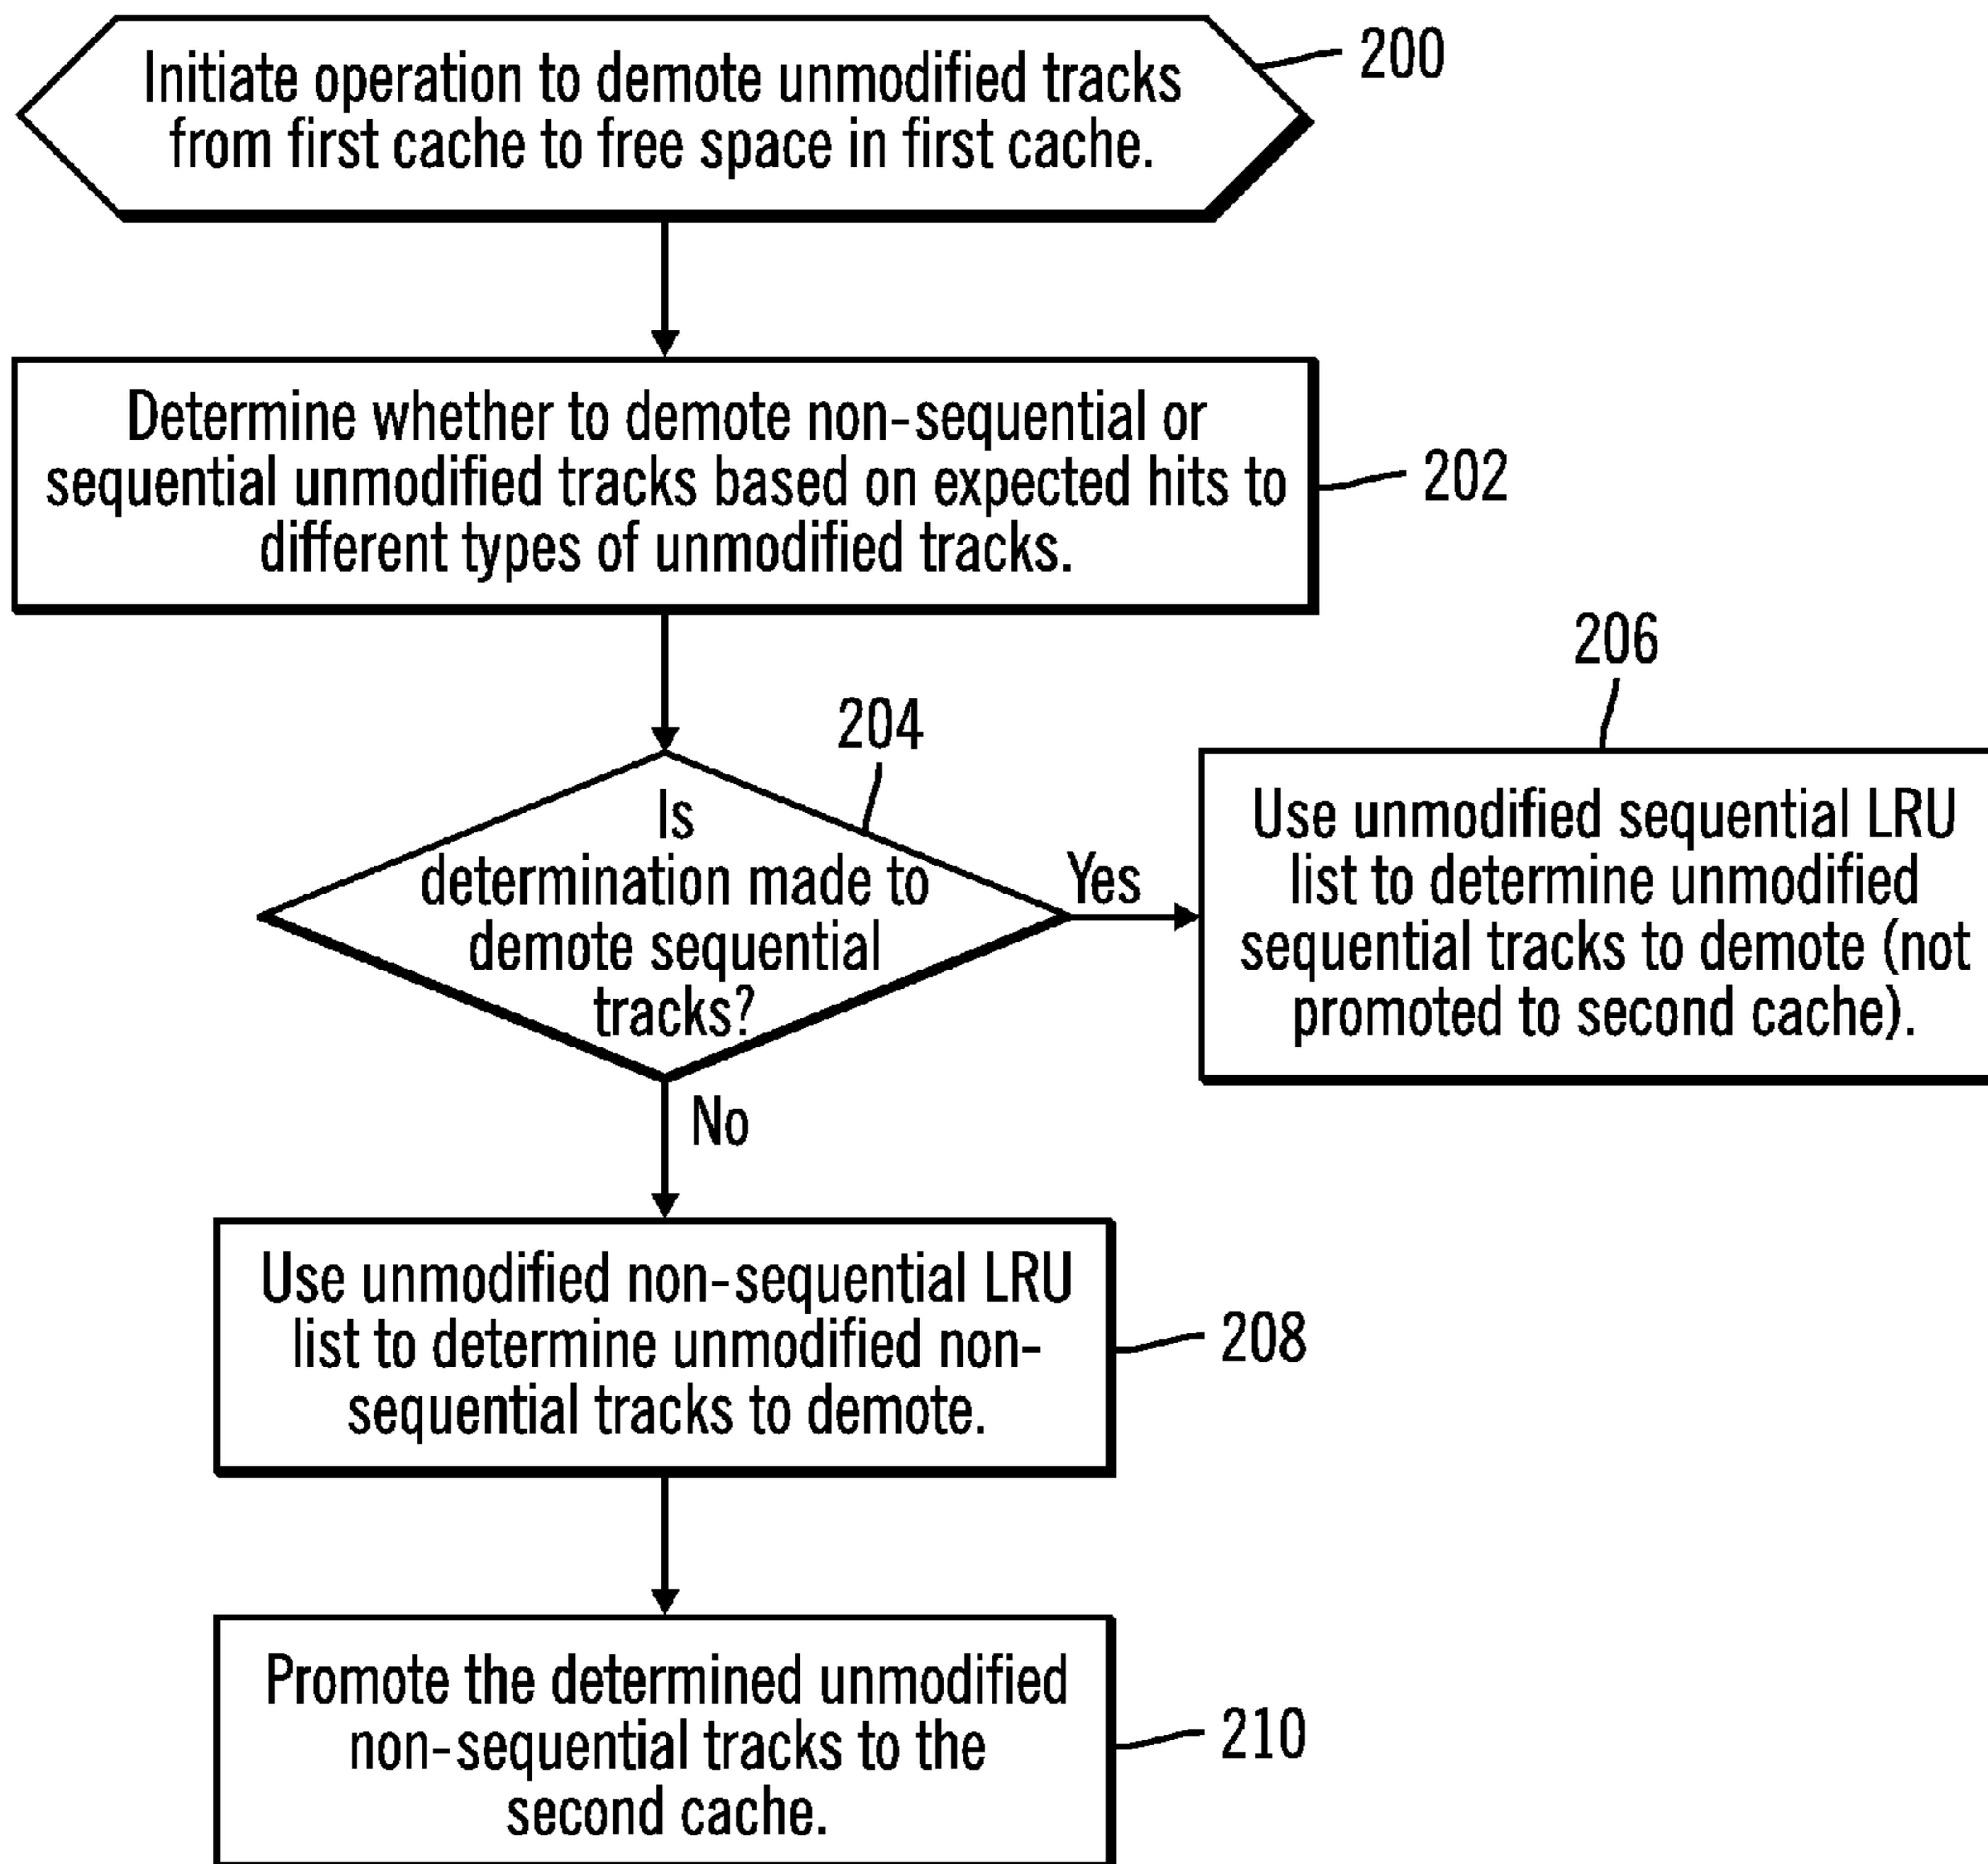 Initiate operation to demote unmodified tracks
from first cache to free space in first cache.
200
Determine whether to demote non-sequential or
sequential unmodified tracks based on expected hits to
different types of unmodified tracks.
202
204
Is
determination made to
demote sequential
tracks?
Yes
206
Use unmodified sequential LRU
list to determine unmodified
sequential tracks to demote (not
promoted to second cache).
No
Use unmodified non-sequential LRU
list to determine unmodified non-
sequential tracks to demote.
208
Promote the determined unmodified
non-sequential tracks to the
second cache.
210